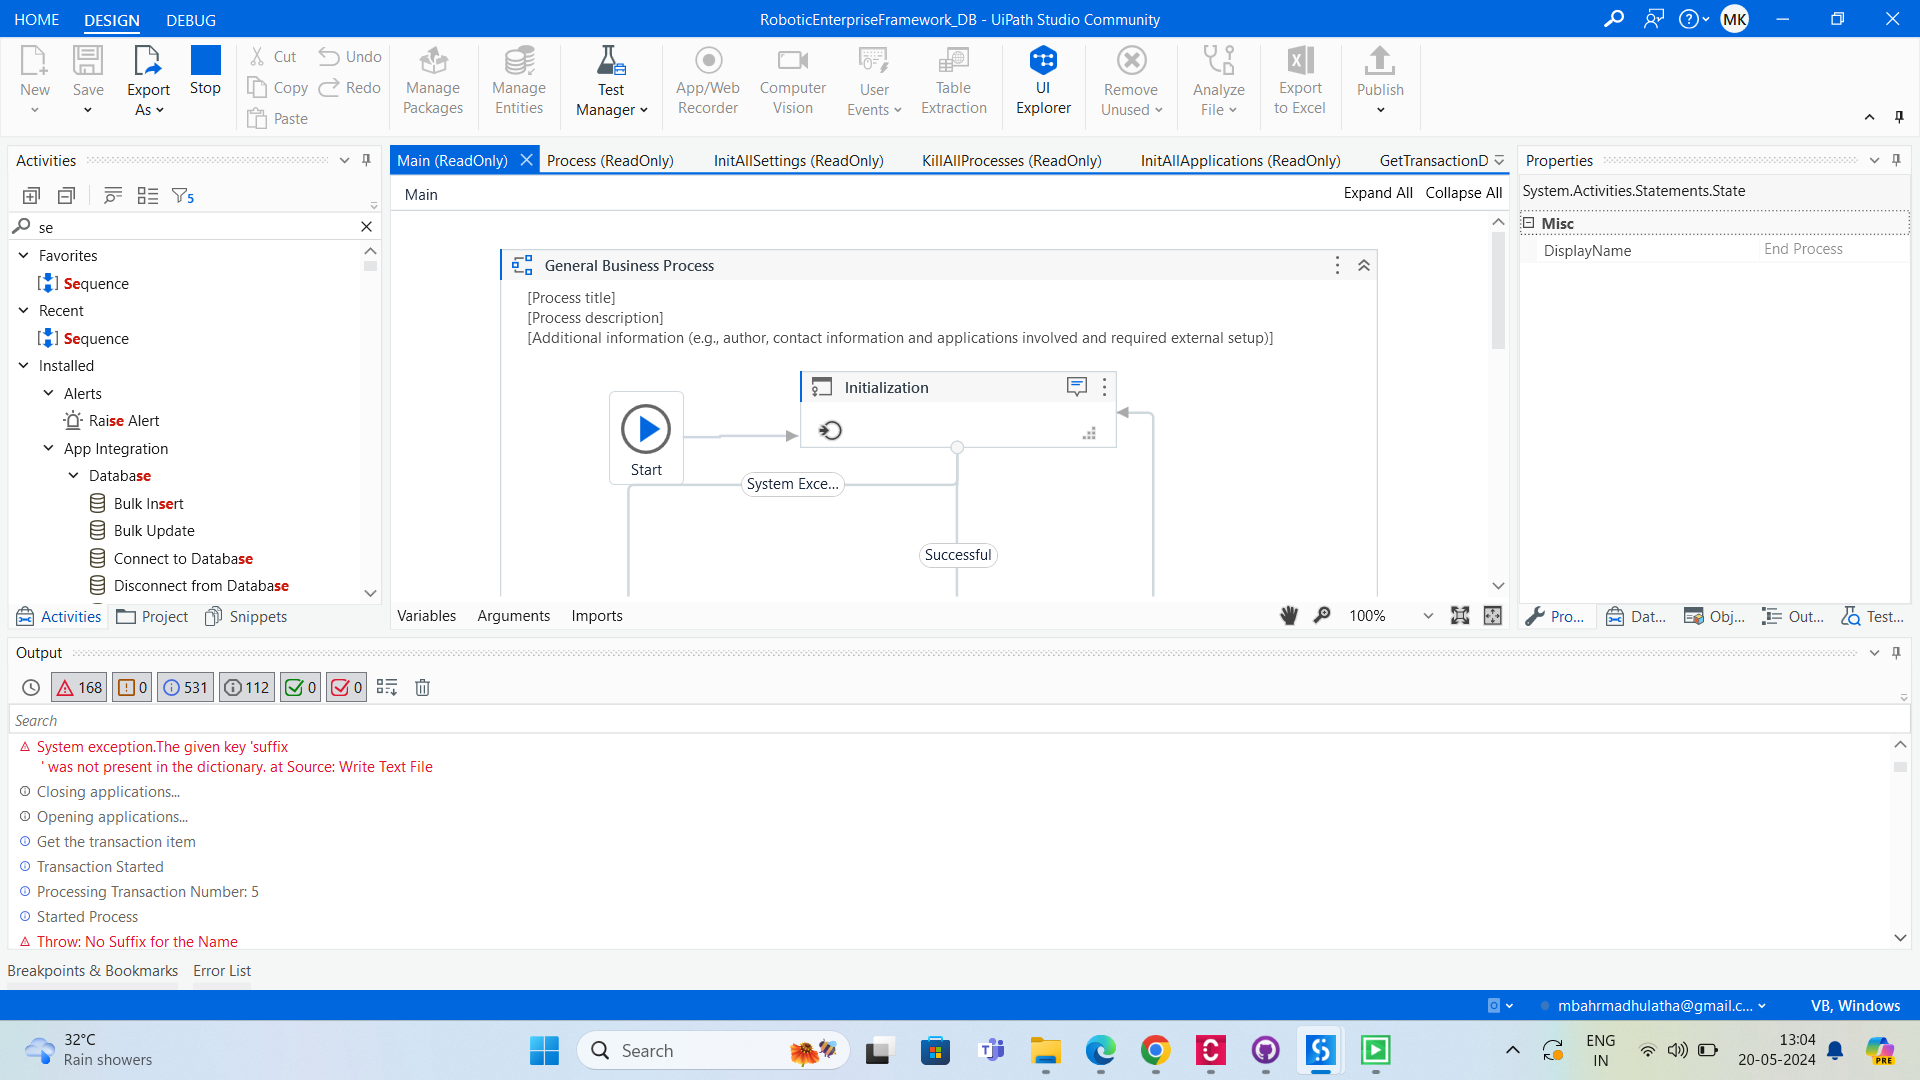 HOME
DESIGN
DEBUG
RoboticEnterpriseFramework_DB - UiPath Studio Community
MK
New
Save
Export
As
Stop
Cut
Copy
Paste
Undo
Redo
Manage
Packages
Manage
Entities
Test
Manager
App/Web
Recorder
Computer
Vision
User
Events
Table
Extraction
UI
Explorer
Remove
Unused
Analyze
File
Export
to Excel
Publish
Activities
5
se
Favorites
Sequence
Recent
Sequence
Installed
Alerts
Raise Alert
App Integration
Database
Bulk Insert
Bulk Update
Connect to Database
Disconnect from Database
Activities
Project
Snippets
Main (ReadOnly)
Process (ReadOnly)
InitAllSettings (ReadOnly)
KillAllProcesses (ReadOnly)
InitAllApplications (ReadOnly)
GetTransactionD
Main
Expand All
Collapse All
General Business Process
[Process title]
[Process description]
[Additional information (e.g., author, contact information and applications involved and required external setup)]
Initialization
Start
System Exce...
Successful
Variables
Arguments
Imports
100%
Properties
System.Activities.Statements.State
Misc
DisplayName
End Process
Pro...
Dat...
Obj...
Out...
Test...
Output
168
0
531
112
0
0
Search
System exception.The given key 'suffix
' was not present in the dictionary. at Source: Write Text File
Closing applications...
Opening applications...
Get the transaction item
Transaction Started
Processing Transaction Number: 5
Started Process
Throw: No Suffix for the Name
Breakpoints & Bookmarks
Error List
mbahrmadhulatha@gmail.c...
VB, Windows
32°C
Rain showers
Search
ENG
IN
13:04
20-05-2024
PRE